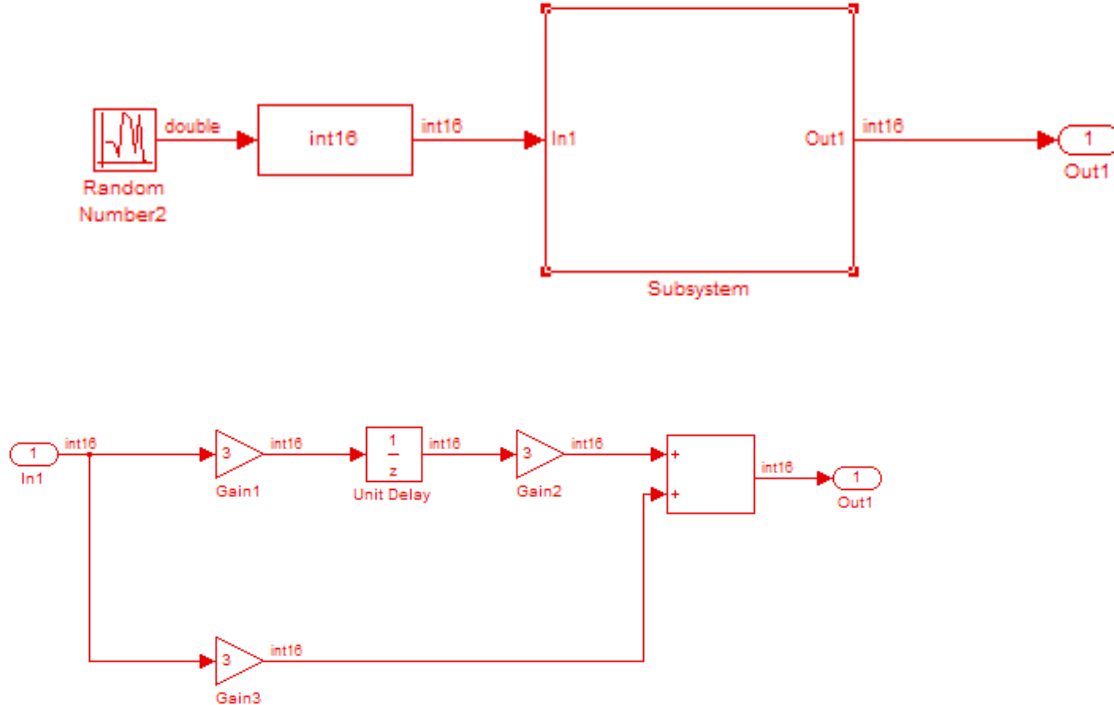 double
int16
int16
In1
Out1
int16
1
Out1
Random
Number2
Subsystem
1
In1
int16
3
Gain1
int16
1
z
Unit Delay
int16
3
Gain2
int16
+
+
int16
1
Out1
3
Gain3
int16